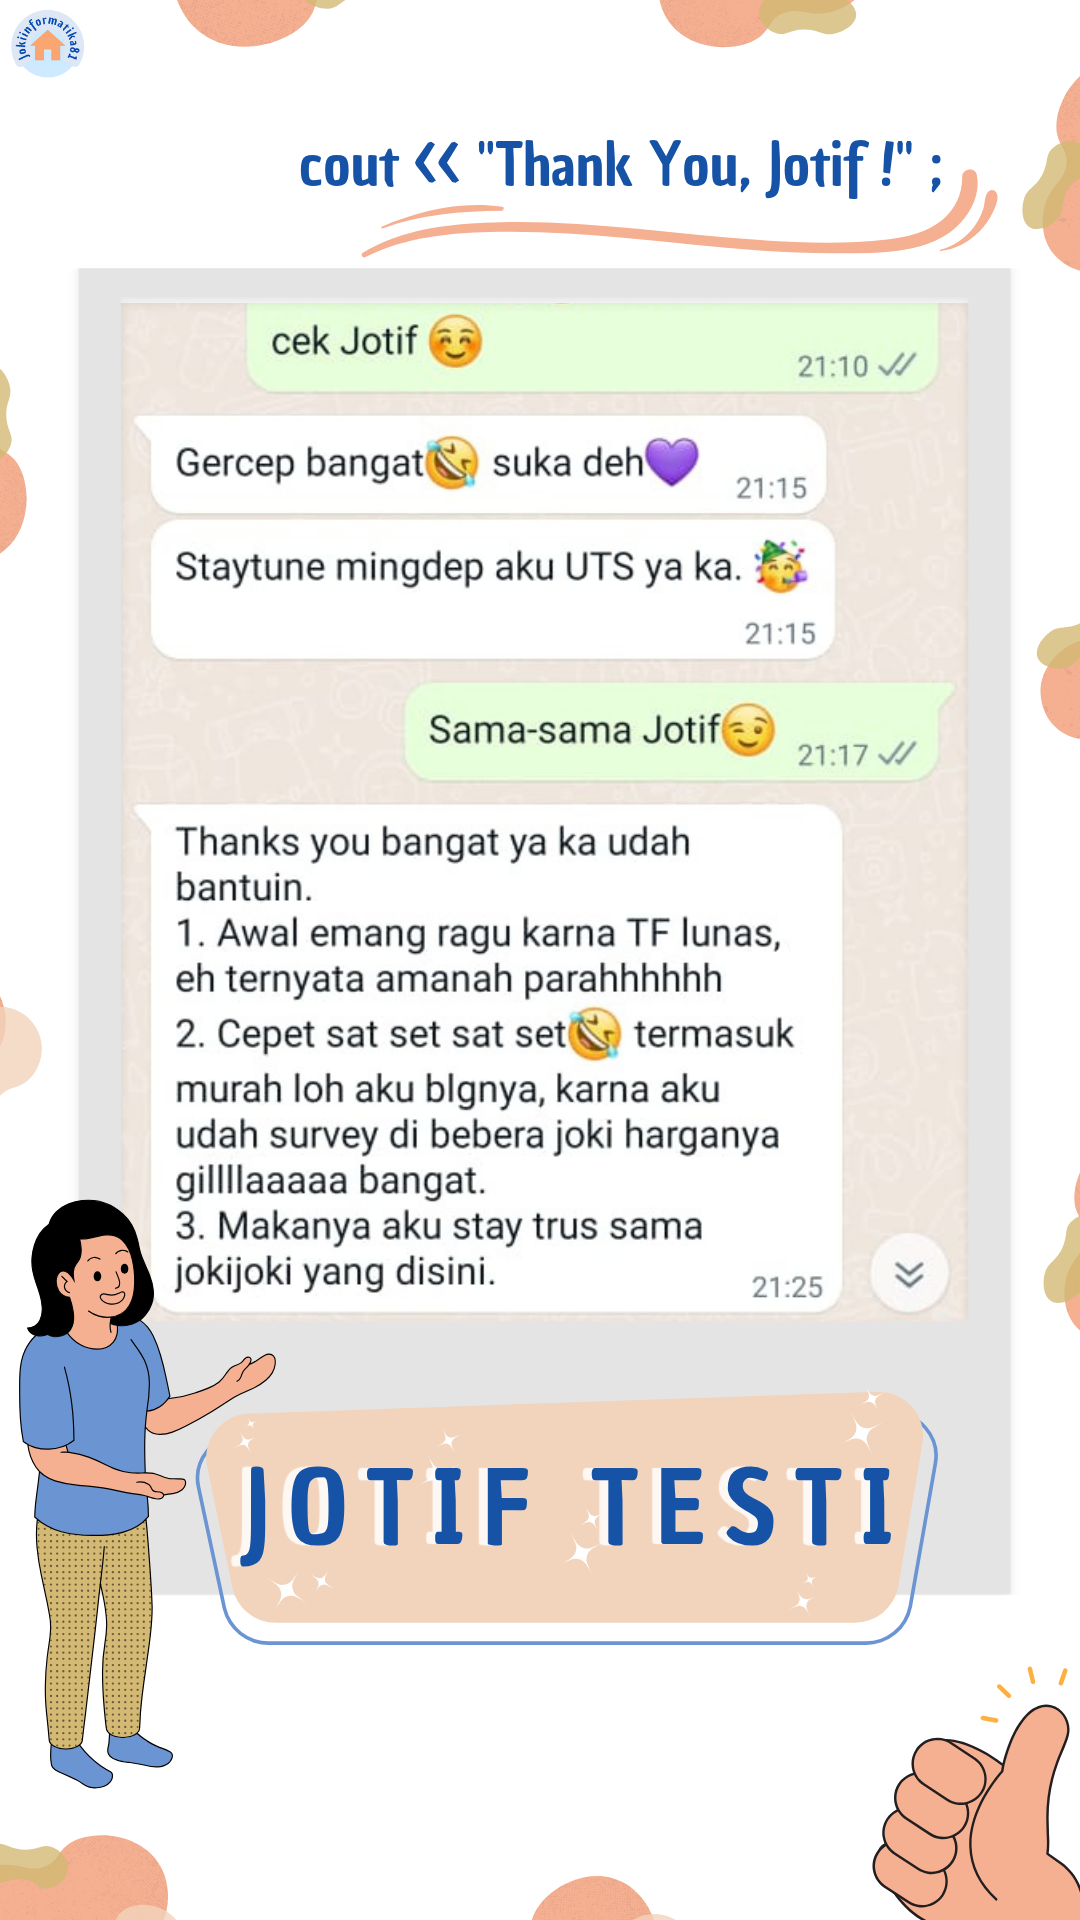 jokiinformatika81
cout << "Thank You, Jotif !" ;
cek Jotif 😊
21:10
Gercep bangat🤣 suka deh💜
21:15
Staytune mingdep aku UTS ya ka. 🥳
21:15
Sama-sama Jotif😉
21:17
Thanks you bangat ya ka udah
bantuin.
1. Awal emang ragu karna TF lunas,
eh ternyata amanah parahhhhhh
2. Cepet sat set sat set🤣 termasuk
murah loh aku blgnya, karna aku
udah survey di bebera joki harganya
gillllaaaaa bangat.
3. Makanya aku stay trus sama
jokijoki yang disini.
21:25
JOTIF TESTI